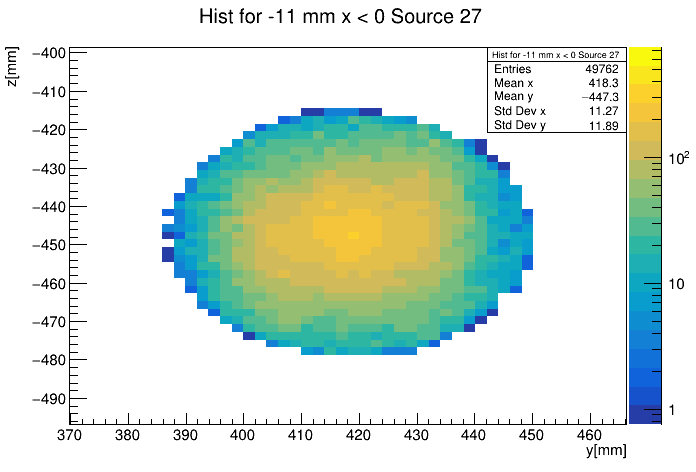 Hist for -11 mm x < 0 Source 27
z[mm]
Hist for -11 mm x < 0 Source 27
Entries 49762
Mean x 418.3
Mean y −447.3
Std Dev x 11.27
Std Dev y 11.89
−400
−410
−420
−430
−440
−450
−460
−470
−480
−490
370 380 390 400 410 420 430 440 450 460
y[mm]
10²
10
1